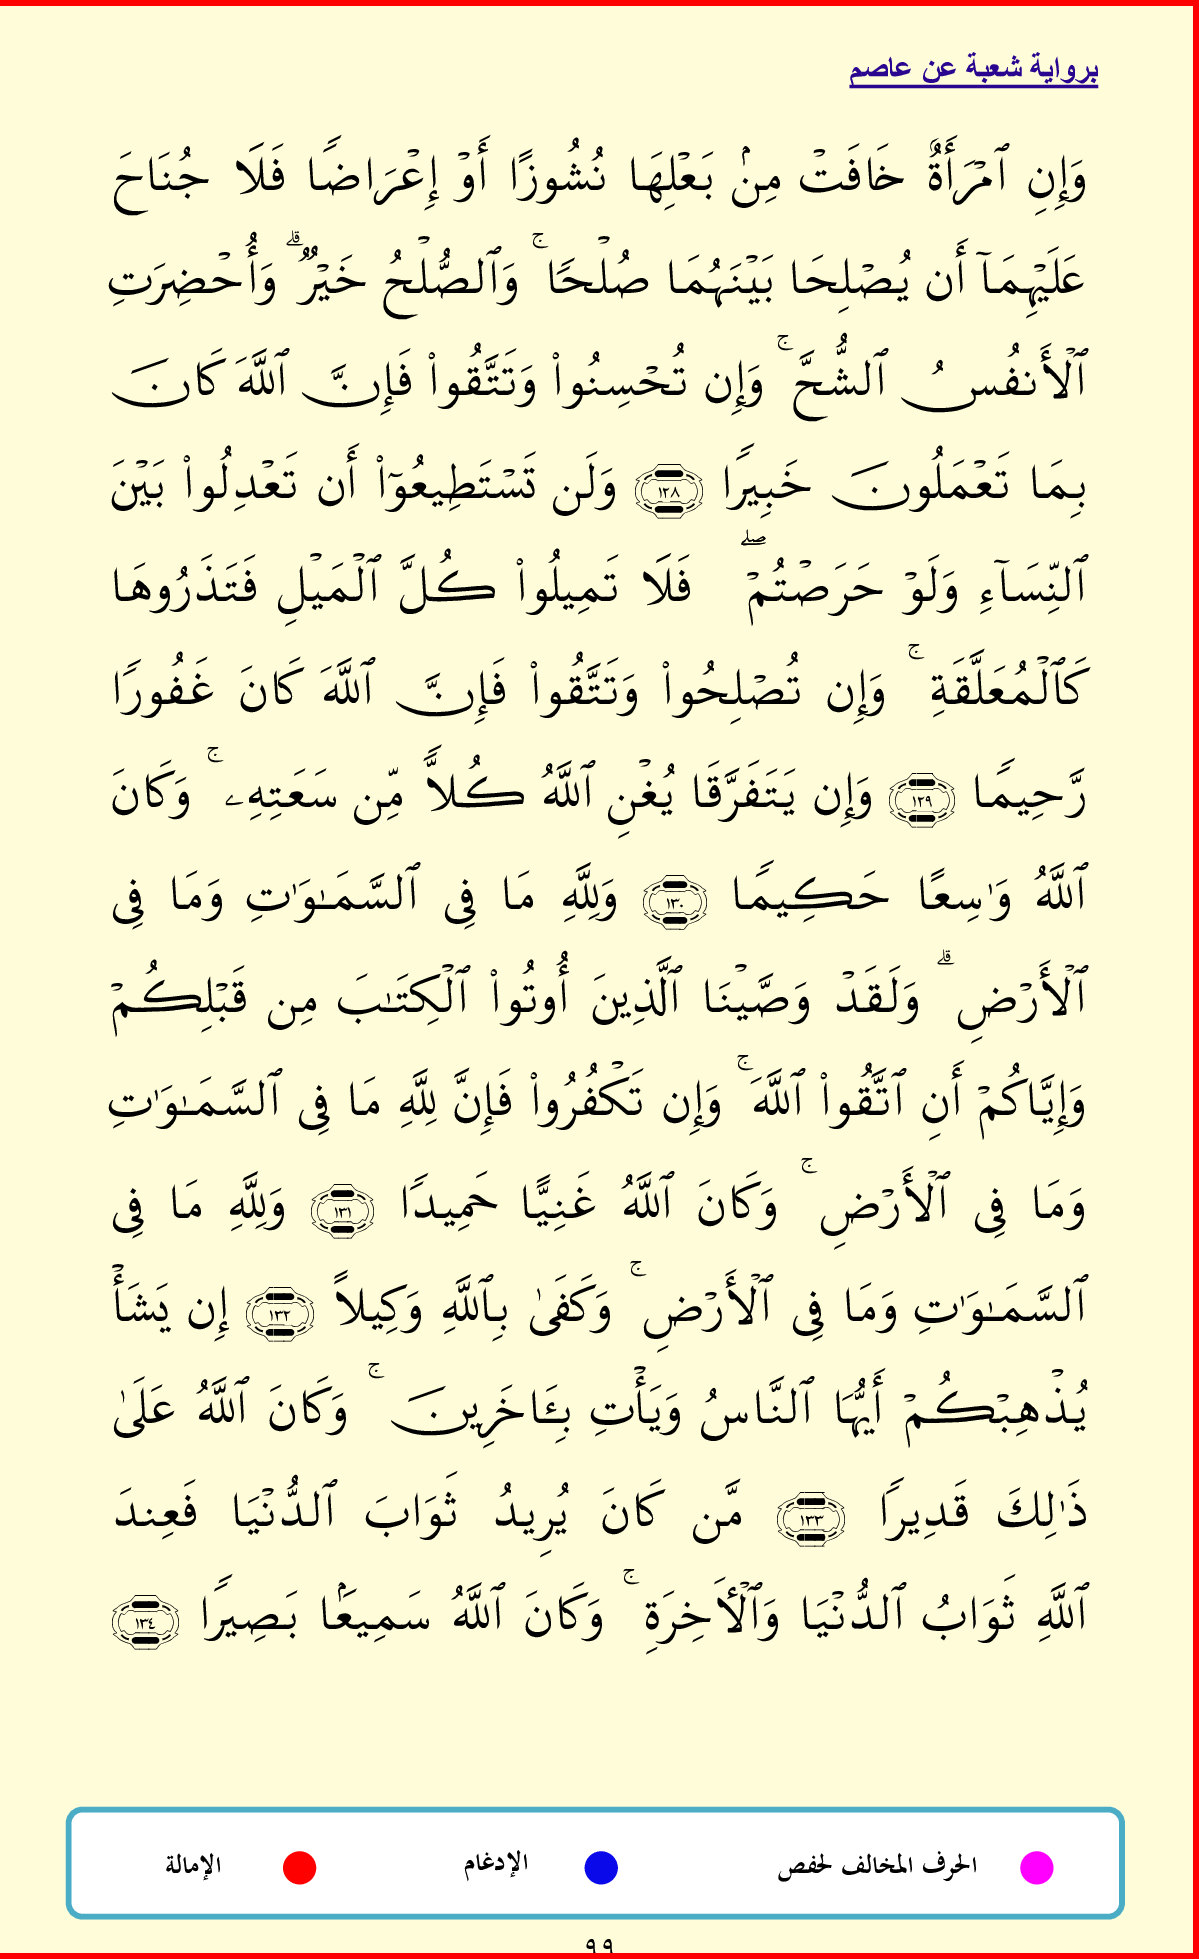 برواية شعبة عن عاصم
وَإِنِ ٱمْرَأَةٌ خَافَتْ مِنۢ بَعْلِهَا نُشُوزًا أَوْ إِعْرَاضًا فَلَا جُنَاحَ
عَلَيْهِمَآ أَن يُصْلِحَا بَيْنَهُمَا صُلْحًا ۚ وَٱلصُّلْحُ خَيْرٌ ۗ وَأُحْضِرَتِ
ٱلْأَنفُسُ ٱلشُّحَّ ۚ وَإِن تُحْسِنُوا۟ وَتَتَّقُوا۟ فَإِنَّ ٱللَّهَ كَانَ
بِمَا تَعْمَلُونَ خَبِيرًا ١٢٨ وَلَن تَسْتَطِيعُوٓا۟ أَن تَعْدِلُوا۟ بَيْنَ
ٱلنِّسَآءِ وَلَوْ حَرَصْتُمْ ۖ فَلَا تَمِيلُوا۟ كُلَّ ٱلْمَيْلِ فَتَذَرُوهَا
كَٱلْمُعَلَّقَةِ ۚ وَإِن تُصْلِحُوا۟ وَتَتَّقُوا۟ فَإِنَّ ٱللَّهَ كَانَ غَفُورًا
رَّحِيمًا ١٢٩ وَإِن يَتَفَرَّقَا يُغْنِ ٱللَّهُ كُلًّا مِّن سَعَتِهِۦ ۚ وَكَانَ
ٱللَّهُ وَٰسِعًا حَكِيمًا ١٣٠ وَلِلَّهِ مَا فِى ٱلسَّمَـٰوَٰتِ وَمَا فِى
ٱلْأَرْضِ ۗ وَلَقَدْ وَصَّيْنَا ٱلَّذِينَ أُوتُوا۟ ٱلْكِتَـٰبَ مِن قَبْلِكُمْ
وَإِيَّاكُمْ أَنِ ٱتَّقُوا۟ ٱللَّهَ ۚ وَإِن تَكْفُرُوا۟ فَإِنَّ لِلَّهِ مَا فِى ٱلسَّمَـٰوَٰتِ
وَمَا فِى ٱلْأَرْضِ ۚ وَكَانَ ٱللَّهُ غَنِيًّا حَمِيدًا ١٣١ وَلِلَّهِ مَا فِى
ٱلسَّمَـٰوَٰتِ وَمَا فِى ٱلْأَرْضِ ۚ وَكَفَىٰ بِٱللَّهِ وَكِيلًا ١٣٢ إِن يَشَأْ
يُذْهِبْكُمْ أَيُّهَا ٱلنَّاسُ وَيَأْتِ بِـَٔاخَرِينَ ۚ وَكَانَ ٱللَّهُ عَلَىٰ
ذَٰلِكَ قَدِيرًا ١٣٣ مَّن كَانَ يُرِيدُ ثَوَابَ ٱلدُّنْيَا فَعِندَ
ٱللَّهِ ثَوَابُ ٱلدُّنْيَا وَٱلْـَٔاخِرَةِ ۚ وَكَانَ ٱللَّهُ سَمِيعًۢا بَصِيرًا ١٣٤
الحرف المخالف لحفص الإدغام الإمالة
٩٩